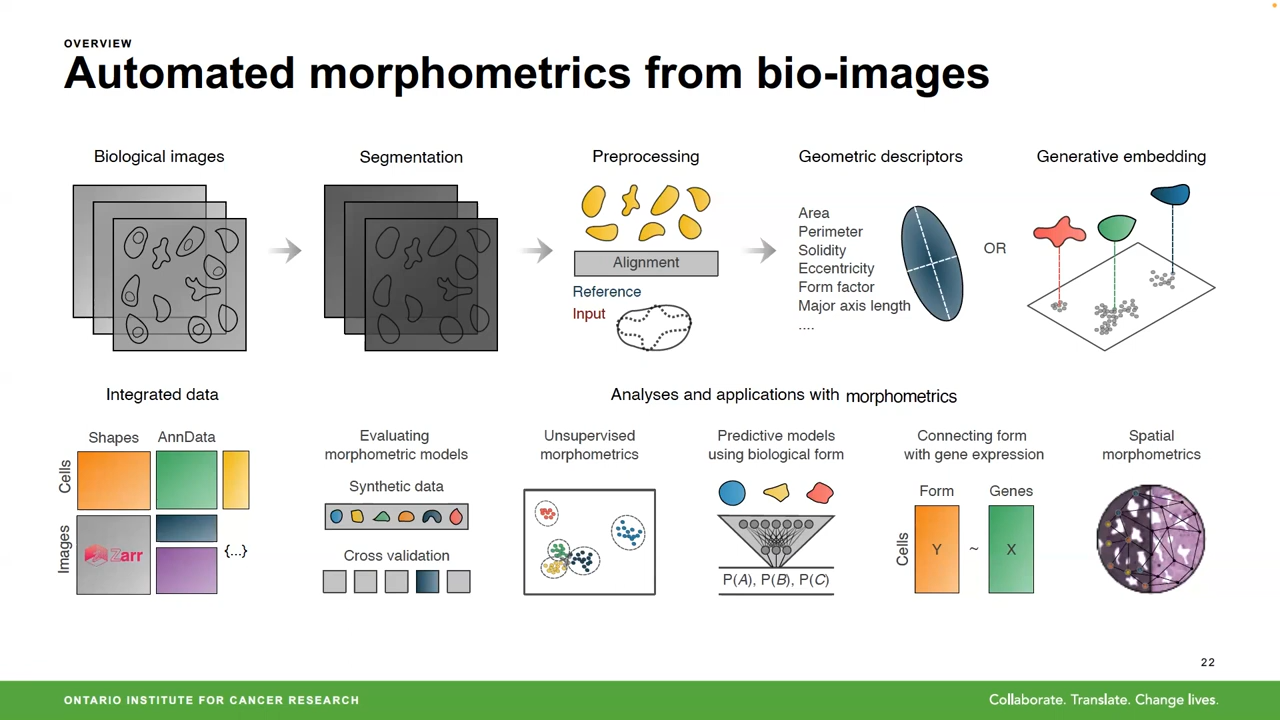 OVERVIEW
Automated morphometrics from bio-images
Biological images
Segmentation
Preprocessing
Alignment
Reference
Input
Geometric descriptors
Area
Perimeter
Solidity
Eccentricity
Form factor
Major axis length
....
OR
Generative embedding
Integrated data
Shapes
AnnData
Cells
Images
Zarr
{...}
Analyses and applications with morphometrics
Evaluating
morphometric models
Synthetic data
Cross validation
Unsupervised
morphometrics
Predictive models
using biological form
P(A), P(B), P(C)
Connecting form
with gene expression
Form
Genes
Cells
Y
~
X
Spatial
morphometrics
22
ONTARIO INSTITUTE FOR CANCER RESEARCH
Collaborate. Translate. Change lives.